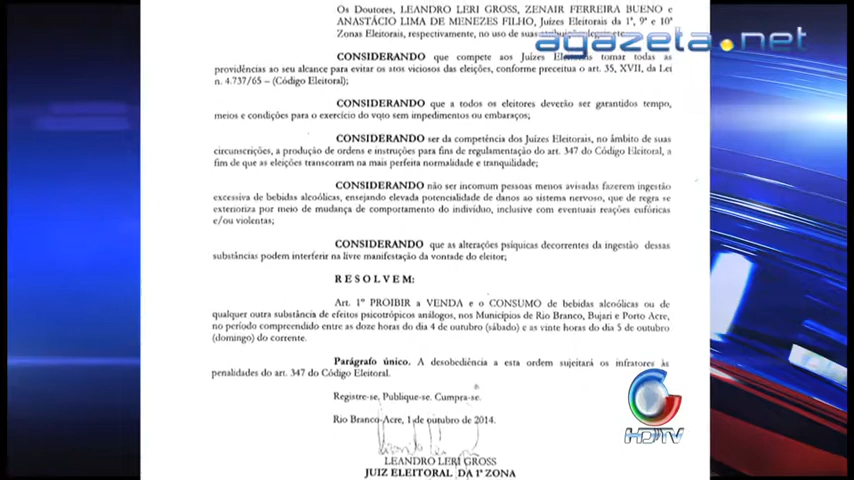 Os Doutores, LEANDRO LERI GROSS, ZENAIR FERREIRA BUENO e
ANASTÁCIO LIMA DE MENEZES FILHO, Juízes Eleitorais da 1ª, 9ª e 10ª
Zonas Eleitorais, respectivamente, no uso de suas atribuições legais etc.
agazeta.net
CONSIDERANDO que compete aos Juízes Eleitorais tomar todas as
providências ao seu alcance para evitar os atos viciosos das eleições, conforme preceitua o art. 35, XVII, da Lei
n. 4.737/65 – (Código Eleitoral);
CONSIDERANDO que a todos os eleitores deverão ser garantidos tempo,
meios e condições para o exercício do voto sem impedimentos ou embaraços;
CONSIDERANDO ser da competência dos Juízes Eleitorais, no âmbito de suas
circunscrições, a produção de ordens e instruções para fins de regulamentação do art. 347 do Código Eleitoral, a
fim de que as eleições transcorram na mais perfeita normalidade e tranquilidade;
CONSIDERANDO não ser incomum pessoas menos avisadas fazerem ingestão
excessiva de bebidas alcoólicas, ensejando elevada potencialidade de danos ao sistema nervoso, que de regra se
exterioriza por meio de mudança de comportamento do indivíduo, inclusive com eventuais reações eufóricas
e/ou violentas;
CONSIDERANDO que as alterações psíquicas decorrentes da ingestão dessas
substâncias podem interferir na livre manifestação da vontade do eleitor;
RESOLVEM:
Art. 1º PROIBIR a VENDA e o CONSUMO de bebidas alcoólicas ou de
qualquer outra substância de efeitos psicotrópicos análogos, nos Municípios de Rio Branco, Bujari e Porto Acre,
no período compreendido entre as doze horas do dia 4 de outubro (sábado) e as vinte horas do dia 5 de outubro
(domingo) do corrente.
Parágrafo único. A desobediência a esta ordem sujeitará os infratores às
penalidades do art. 347 do Código Eleitoral.
Registre-se. Publique-se. Cumpra-se.
Rio Branco-Acre, 1 de outubro de 2014.
HDTV
LEANDRO LERI GROSS
JUIZ ELEITORAL DA 1ª ZONA